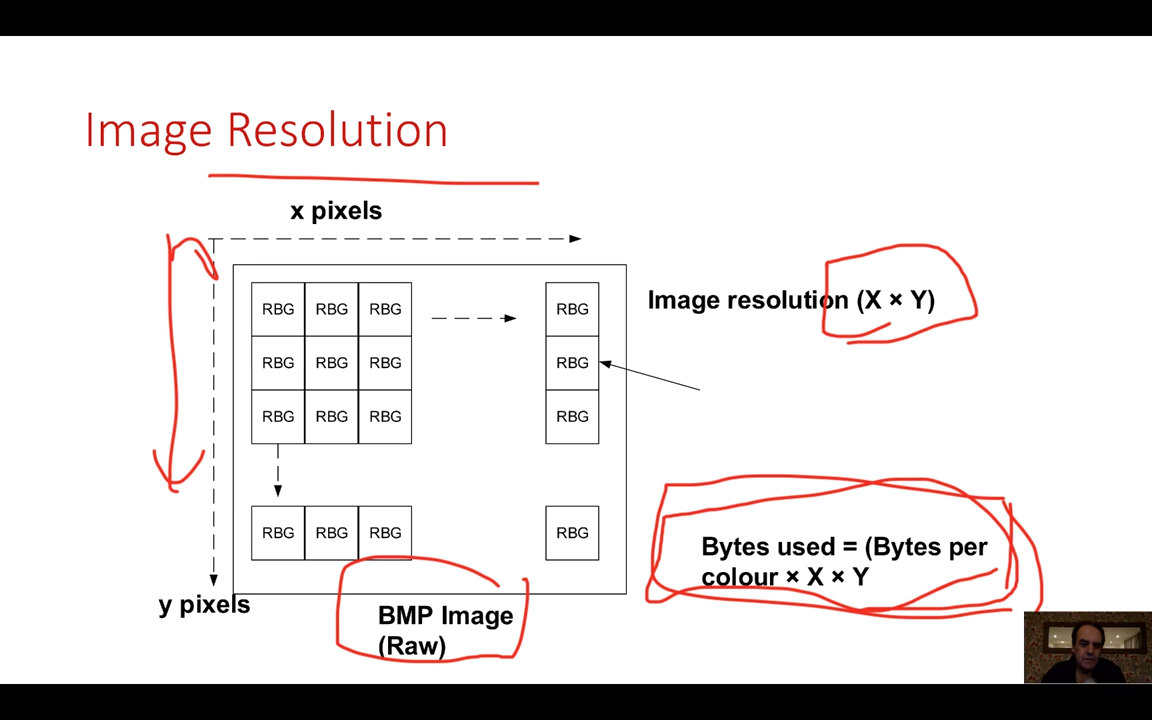 Image Resolution
x pixels
RBG RBG RBG RBG
Image resolution (X × Y)
RBG RBG RBG RBG
RBG RBG RBG RBG
RBG RBG RBG RBG
Bytes used = (Bytes per
colour × X × Y
y pixels
BMP Image
(Raw)